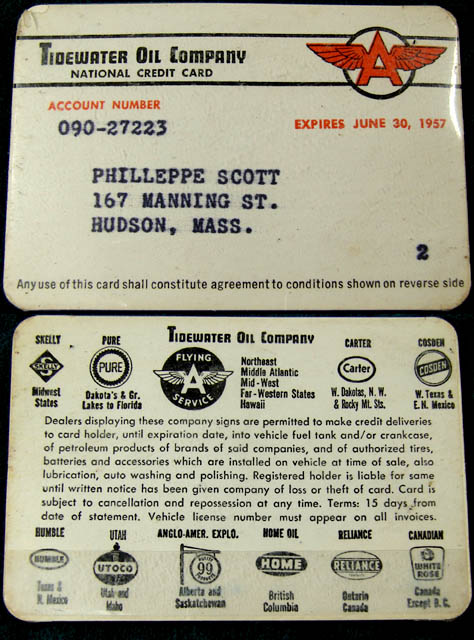 TIDEWATER OIL COMPANY
NATIONAL CREDIT CARD
A
ACCOUNT NUMBER
090-27223
EXPIRES JUNE 30, 1957
PHILLEPPE SCOTT
167 MANNING ST.
HUDSON, MASS.
2
Any use of this card shall constitute agreement to conditions shown on reverse side
TIDEWATER OIL COMPANY
SKELLY
SKELLY
Midwest
States
PURE
PURE
Dakota's & Gr.
Lakes to Florida
FLYING
A
SERVICE
Northeast
Middle Atlantic
Mid-West
Far-Western States
Hawaii
CARTER
Carter
W. Dakotas, N. W.
& Rocky Mt. Sts.
COSDEN
COSDEN
W. Texas &
E. N. Mexico
Dealers displaying these company signs are permitted to make credit deliveries
to card holder, until expiration date, into vehicle fuel tank and/or crankcase,
of petroleum products of brands of said companies, and of authorized tires,
batteries and accessories which are installed on vehicle at time of sale, also
lubrication, auto washing and polishing. Registered holder is liable for same
until written notice has been given company of loss or theft of card. Card is
subject to cancellation and repossession at any time. Terms: 15 days from
date of statement. Vehicle license number must appear on all invoices.
HUMBLE
HUMBLE
Texas &
N. Mexico
UTAH
UTOCO
Utah and
Idaho
ANGLO-AMER. EXPLO.
99
Alberta and
Saskatchewan
HOME OIL
HOME
British
Columbia
RELIANCE
RELIANCE
Ontario
Canada
CANADIAN
WHITE
ROSE
Canada
Except B. C.